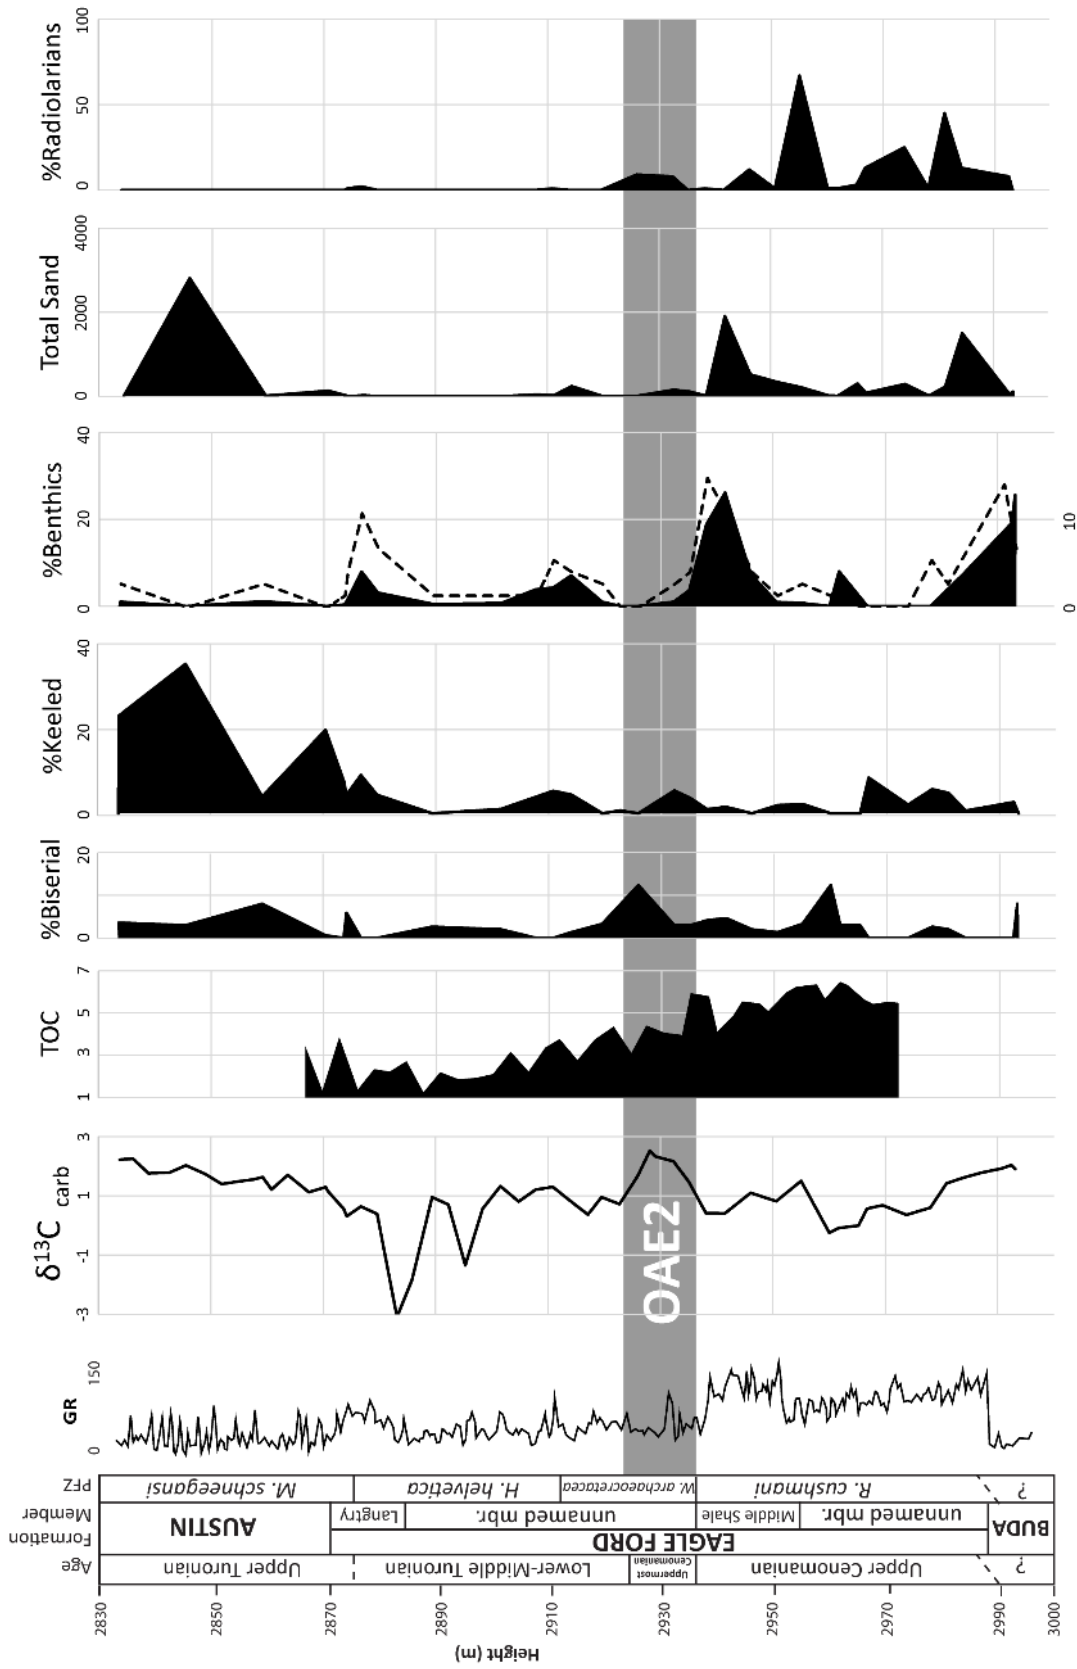 %Radiolarians
0
50
100
Total Sand
0
2000
4000
%Benthics
0
20
40
0
10
%Keeled
0
20
40
%Biserial
0
20
TOC
1
3
5
7
δ13C carb
-3
-1
1
3
OAE2
GR
0
150
PFZ
M. schneegansi
H. helvetica
W. archaeocretacea
R. cushmani
?
Member
Langtry
unnamed mbr.
Middle Shale
unnamed mbr.
Formation
AUSTIN
EAGLE FORD
BUDA
Age
Upper Turonian
Lower-Middle Turonian
Uppermost
Cenomanian
Upper Cenomanian
?
2830
2850
2870
2890
2910
2930
2950
2970
2990
3000
Height (m)